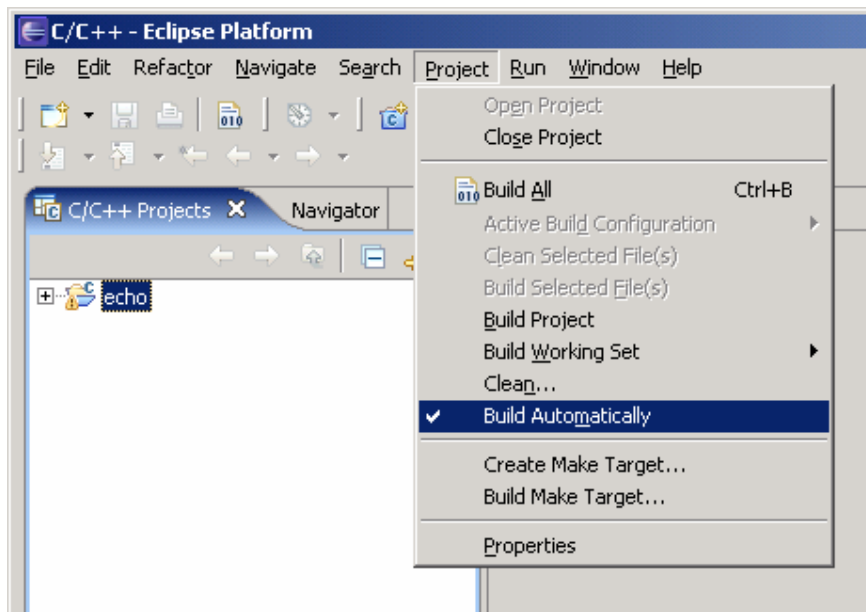 C/C++ - Eclipse Platform
File Edit Refactor Navigate Search Project Run Window Help
010
C
C/C++ Projects Navigator
echo
Open Project
Close Project
010 Build All Ctrl+B
Active Build Configuration
Clean Selected File(s)
Build Selected File(s)
Build Project
Build Working Set
Clean...
Build Automatically
Create Make Target...
Build Make Target...
Properties